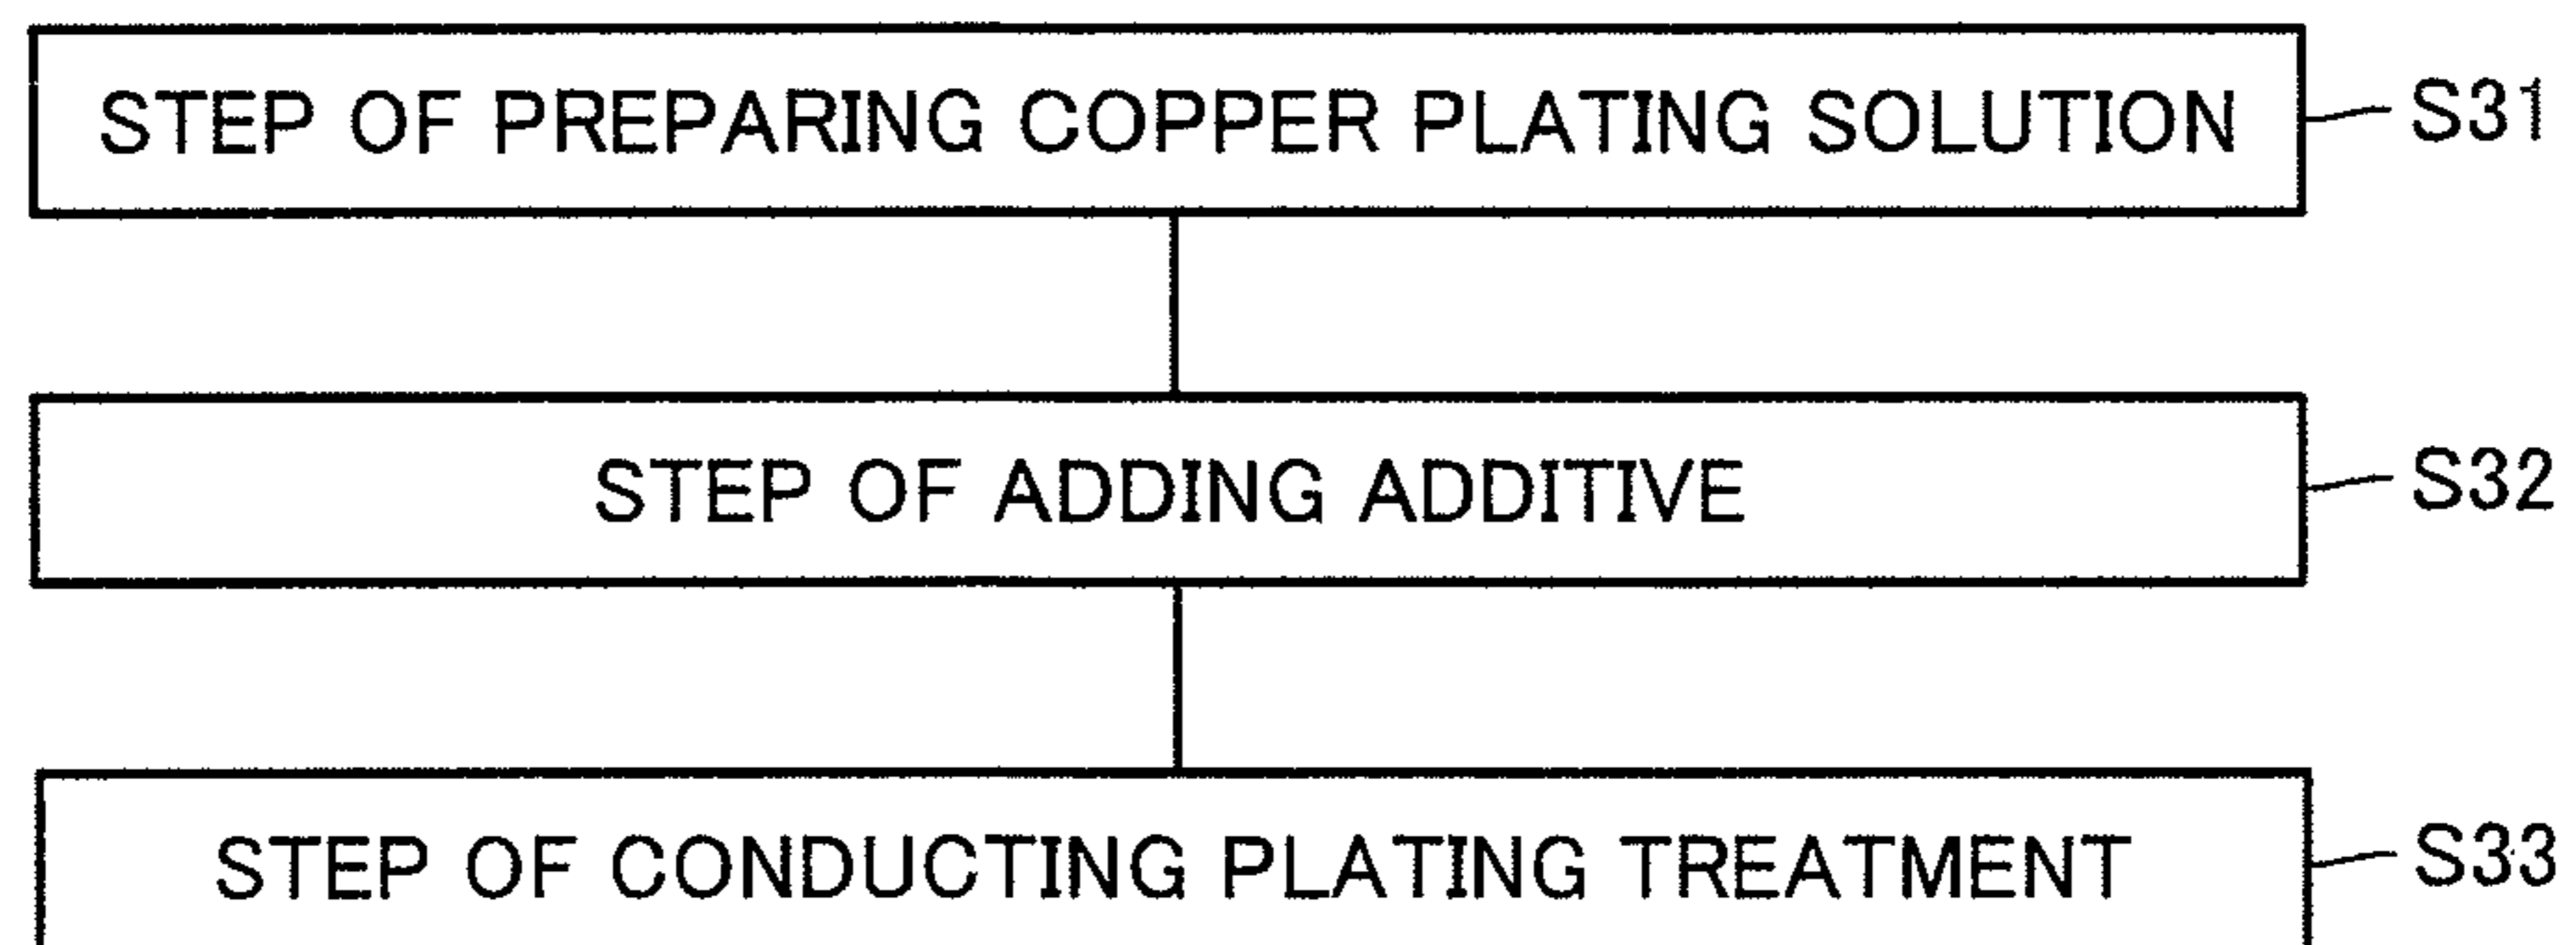 STEP OF PREPARING COPPER PLATING SOLUTION S31
STEP OF ADDING ADDITIVE S32
STEP OF CONDUCTING PLATING TREATMENT S33